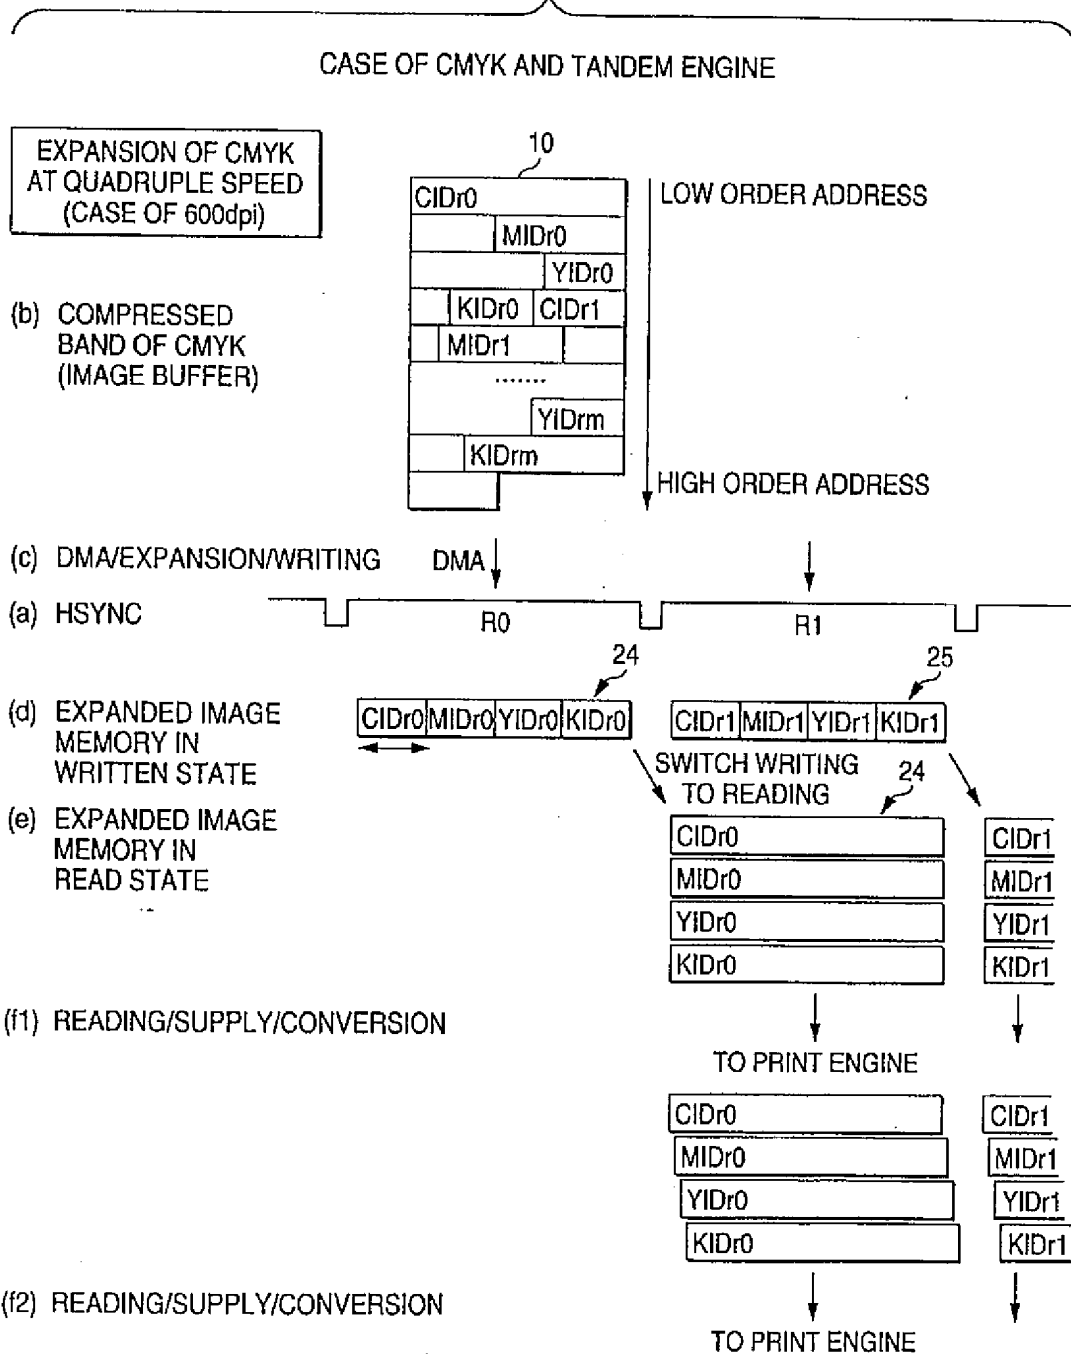 CASE OF CMYK AND TANDEM ENGINE
EXPANSION OF CMYK
AT QUADRUPLE SPEED
(CASE OF 600dpi)
10
CIDr0
LOW ORDER ADDRESS
MIDr0
YIDr0
(b) COMPRESSED
BAND OF CMYK
(IMAGE BUFFER)
KIDr0 CIDr1
MIDr1
.......
YIDrm
KIDrm
HIGH ORDER ADDRESS
(c) DMA/EXPANSION/WRITING DMA
(a) HSYNC R0 R1
24 25
(d) EXPANDED IMAGE
MEMORY IN
WRITTEN STATE
CIDr0 MIDr0 YIDr0 KIDr0 CIDr1 MIDr1 YIDr1 KIDr1
SWITCH WRITING
TO READING
24
(e) EXPANDED IMAGE
MEMORY IN
READ STATE
CIDr0 CIDr1
MIDr0 MIDr1
YIDr0 YIDr1
KIDr0 KIDr1
(f1) READING/SUPPLY/CONVERSION
TO PRINT ENGINE
CIDr0 CIDr1
MIDr0 MIDr1
YIDr0 YIDr1
KIDr0 KIDr1
(f2) READING/SUPPLY/CONVERSION
TO PRINT ENGINE